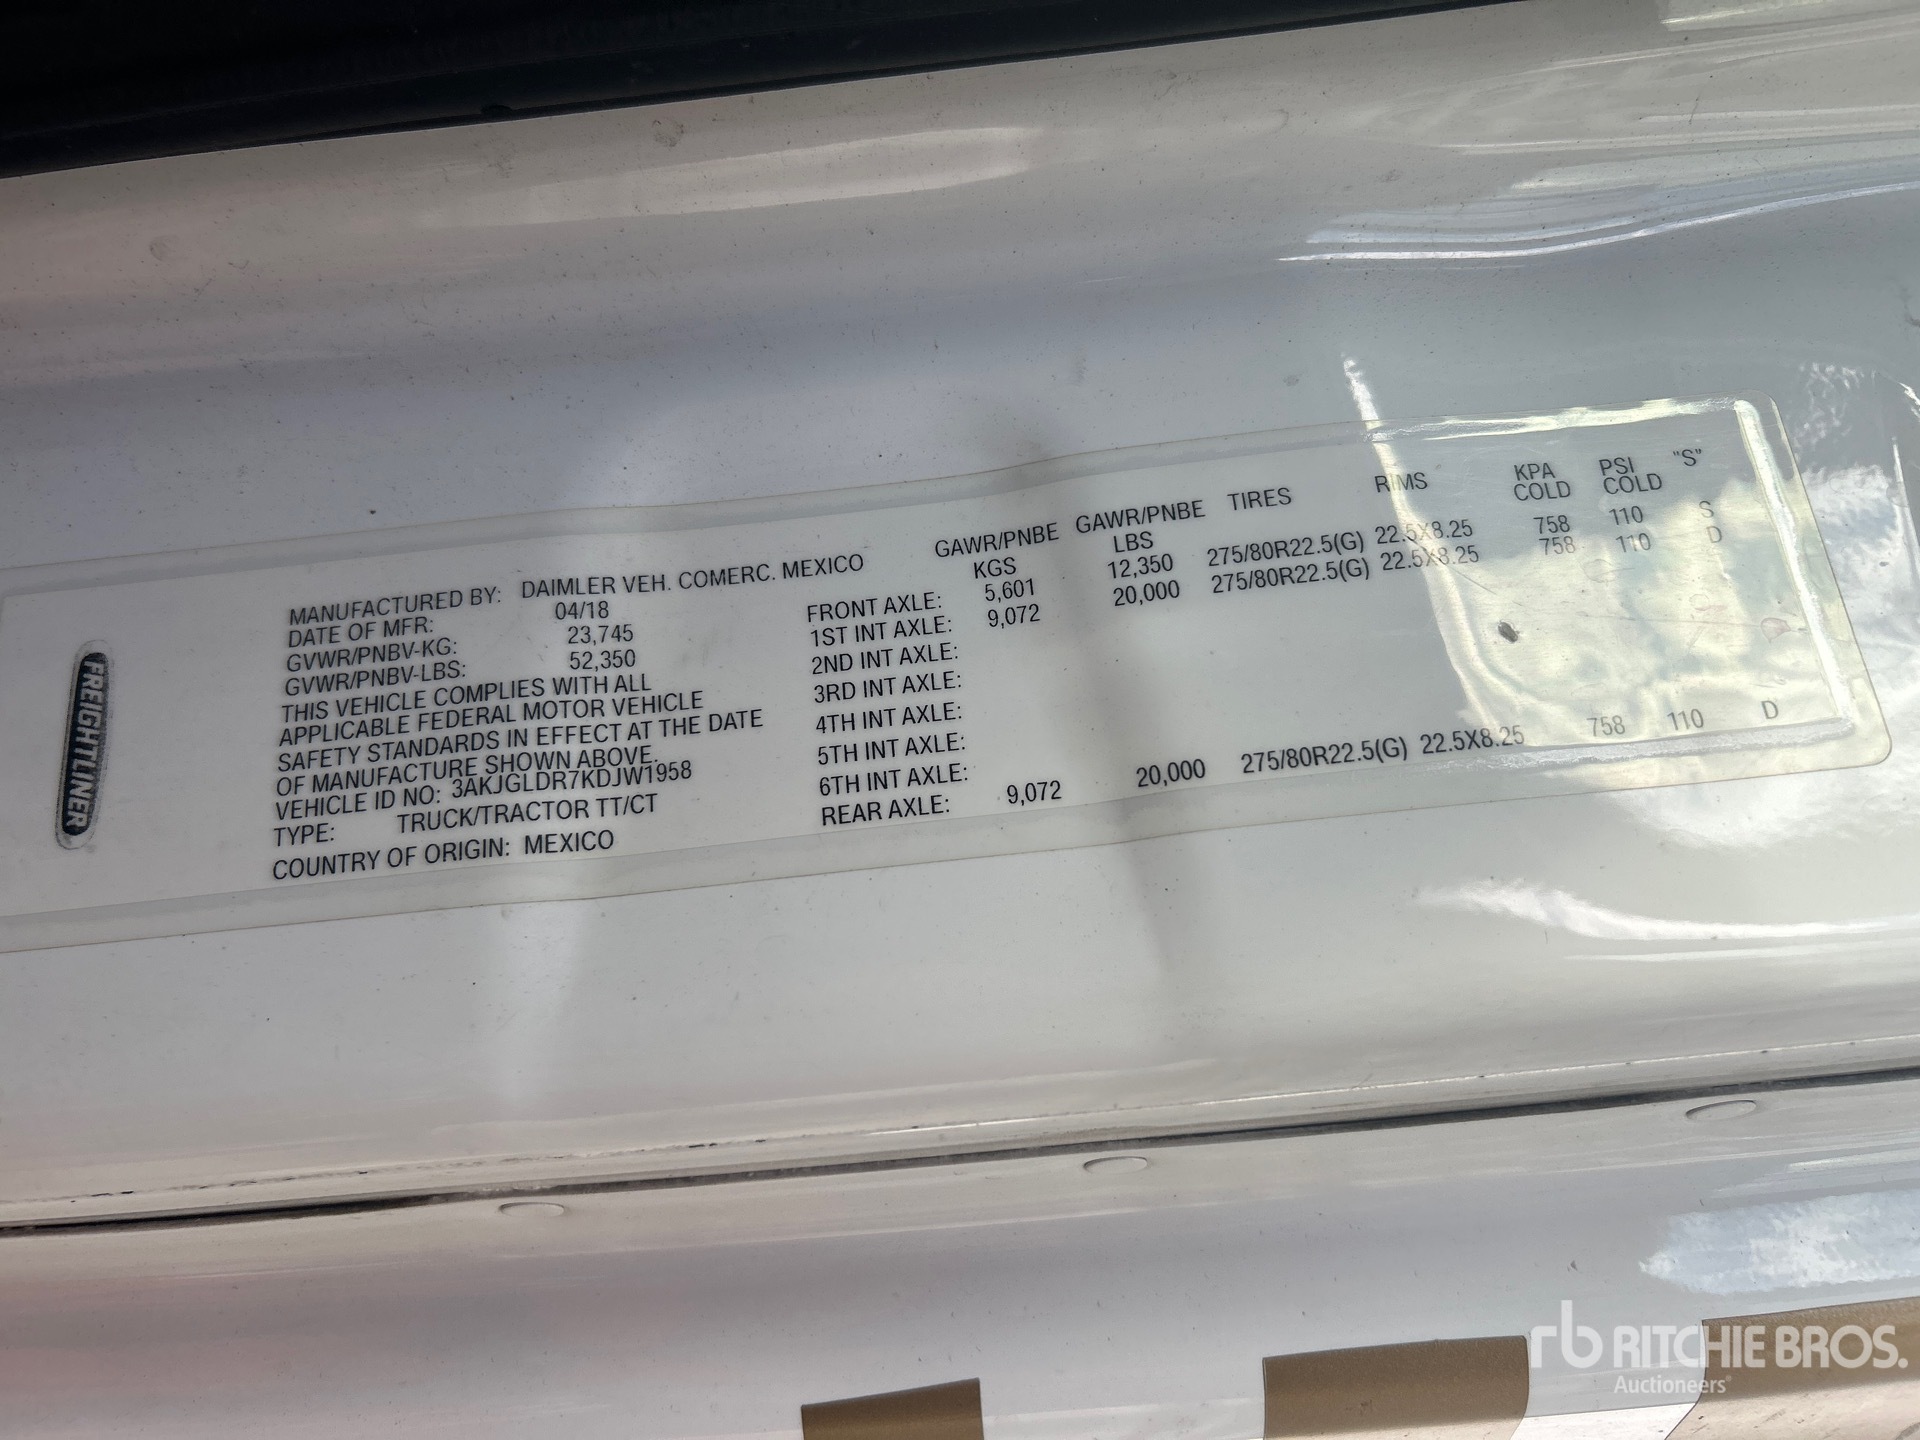 FREIGHTLINER
MANUFACTURED BY: DAIMLER VEH. COMERC. MEXICO
DATE OF MFR: 04/18
GVWR/PNBV-KG: 23,745
GVWR/PNBV-LBS: 52,350
THIS VEHICLE COMPLIES WITH ALL
APPLICABLE FEDERAL MOTOR VEHICLE
SAFETY STANDARDS IN EFFECT AT THE DATE
OF MANUFACTURE SHOWN ABOVE.
VEHICLE ID NO: 3AKJGLDR7KDJW1958
TYPE: TRUCK/TRACTOR TT/CT
COUNTRY OF ORIGIN: MEXICO
GAWR/PNBE GAWR/PNBE TIRES RIMS KPA PSI "S"
KGS LBS COLD COLD
FRONT AXLE: 5,601 12,350 275/80R22.5(G) 22.5X8.25 758 110 S
1ST INT AXLE: 9,072 20,000 275/80R22.5(G) 22.5X8.25 758 110 D
2ND INT AXLE:
3RD INT AXLE:
4TH INT AXLE:
5TH INT AXLE:
6TH INT AXLE:
REAR AXLE: 9,072 20,000 275/80R22.5(G) 22.5X8.25 758 110 D
rb RITCHIE BROS.
Auctioneers